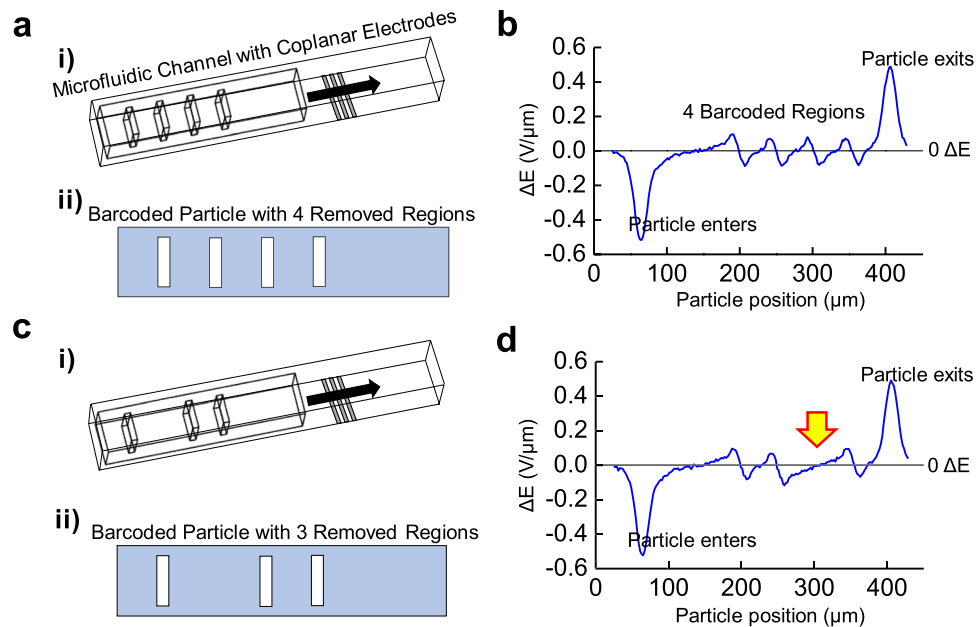 a
i)
Microfluidic Channel with Coplanar Electrodes
ii)
Barcoded Particle with 4 Removed Regions
b
ΔE (V/µm)
0.6
0.4
0.2
0.0
-0.2
-0.4
-0.6
Particle exits
4 Barcoded Regions
0 ΔE
Particle enters
0 100 200 300 400
Particle position (µm)
c
i)
ii)
Barcoded Particle with 3 Removed Regions
d
ΔE (V/µm)
0.6
0.4
0.2
0.0
-0.2
-0.4
-0.6
Particle exits
0 ΔE
Particle enters
0 100 200 300 400
Particle position (µm)